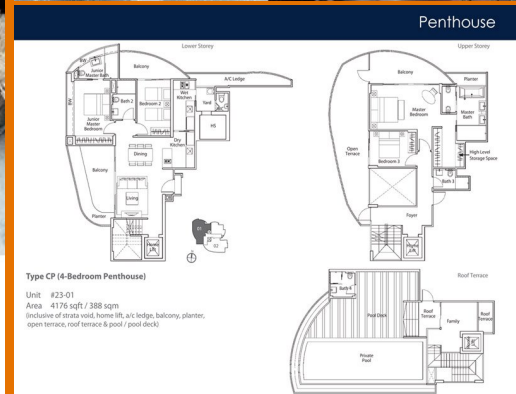 Penthouse
Lower Storey
Upper Storey
BW
Junior
Master Bath
Balcony
A/C Ledge
BW
Bath 2
Bedroom 2
Wet
Kitchen
Yard
Junior
Master
Bedroom
HS
Dry
Kitchen
Dining
Balcony
Living
Planter
Home
Lift
Balcony
Planter
Master
Bedroom
Master
Bath
Open
Terrace
Bedroom 3
High Level
Storage Space
Bath 3
Foyer
Home
Lift
Type CP (4-Bedroom Penthouse)
Unit #23-01
Area 4176 sqft / 388 sqm
(inclusive of strata void, home lift, a/c ledge, balcony, planter,
open terrace, roof terrace & pool / pool deck)
Roof Terrace
Bath 4
Pool Deck
Roof
Terrace
Family
Roof
Terrace
Private
Pool